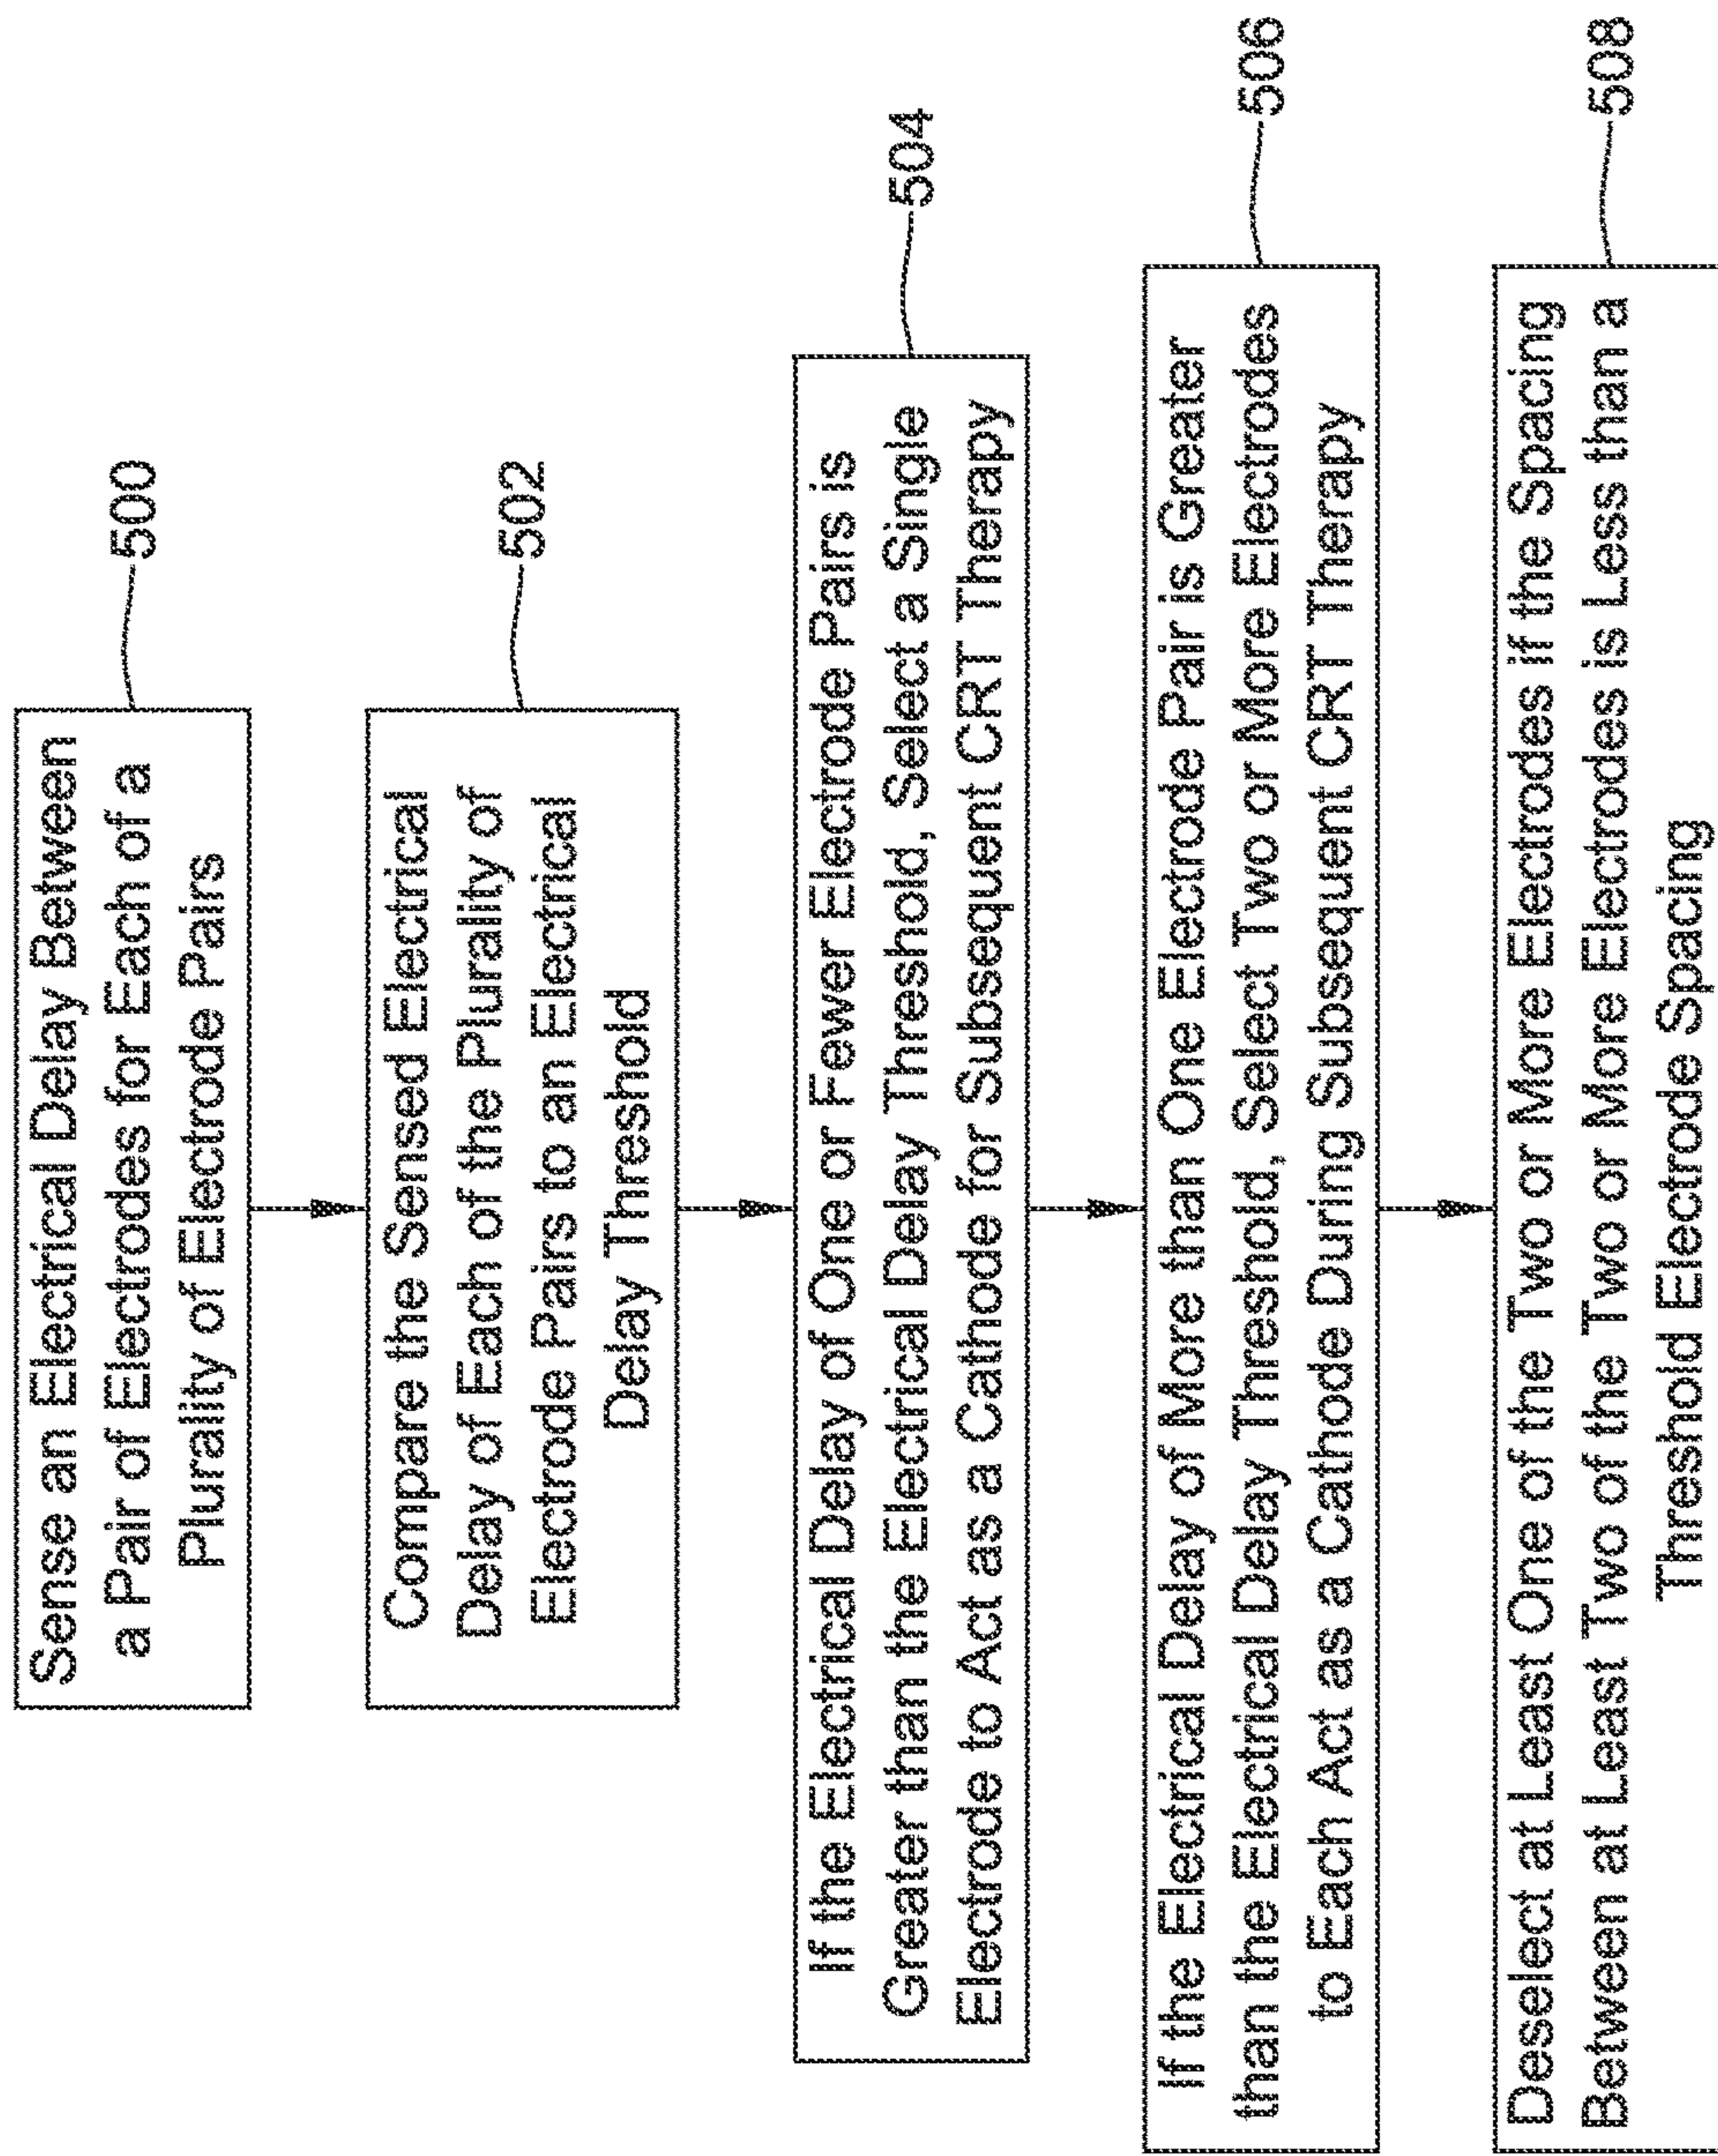 Sense an Electrical Delay Between
a Pair of Electrodes for Each of a
Plurality of Electrode Pairs
500
Compare the Sensed Electrical
Delay of Each of the Plurality of
Electrode Pairs to an Electrical
Delay Threshold
502
If the Electrical Delay of One or Fewer Electrode Pairs is
Greater than the Electrical Delay Threshold, Select a Single
Electrode to Act as a Cathode for Subsequent CRT Therapy
504
If the Electrical Delay of More than One Electrode Pair is Greater
than the Electrical Delay Threshold, Select Two or More Electrodes
to Each Act as a Cathode During Subsequent CRT Therapy
506
Deselect at Least One of the Two or More Electrodes if the Spacing
Between at Least Two of the Two or More Electrodes is Less than a
Threshold Electrode Spacing
508